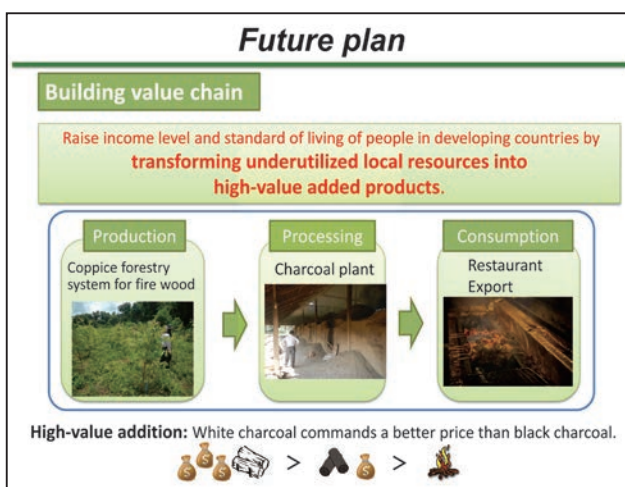 Future plan
Building value chain
Raise income level and standard of living of people in developing countries by
transforming underutilized local resources into
high-value added products.
Production
Coppice forestry
system for fire wood
Processing
Charcoal plant
Consumption
Restaurant
Export
High-value addition: White charcoal commands a better price than black charcoal.
$ $ $ > $ >